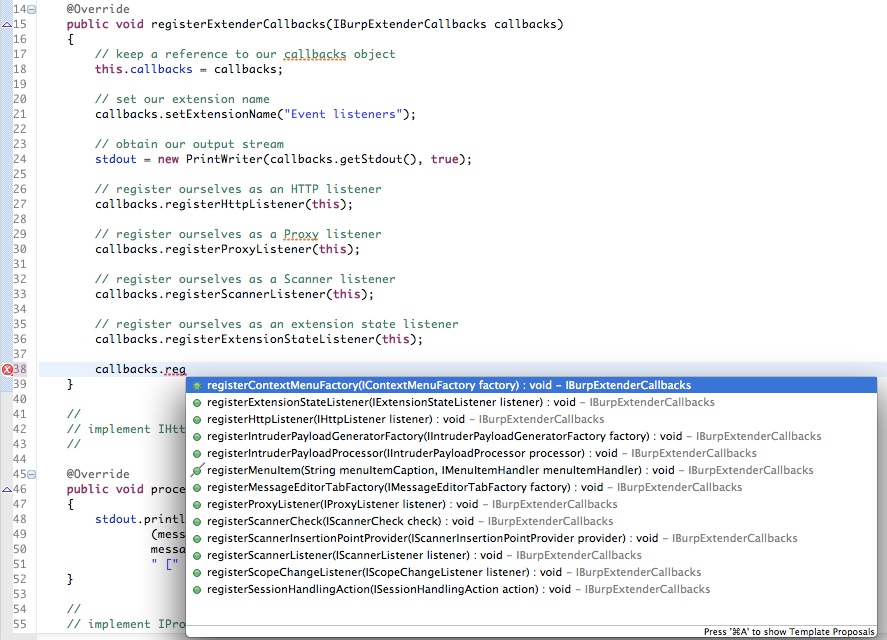 14 @Override
15 public void registerExtenderCallbacks(IBurpExtenderCallbacks callbacks)
16 {
17 // keep a reference to our callbacks object
18 this.callbacks = callbacks;
19
20 // set our extension name
21 callbacks.setExtensionName("Event listeners");
22
23 // obtain our output stream
24 stdout = new PrintWriter(callbacks.getStdout(), true);
25
26 // register ourselves as an HTTP listener
27 callbacks.registerHttpListener(this);
28
29 // register ourselves as a Proxy listener
30 callbacks.registerProxyListener(this);
31
32 // register ourselves as a Scanner listener
33 callbacks.registerScannerListener(this);
34
35 // register ourselves as an extension state listener
36 callbacks.registerExtensionStateListener(this);
37
38 callbacks.reg
registerContextMenuFactory(IContextMenuFactory factory) : void – IBurpExtenderCallbacks
registerExtensionStateListener(IExtensionStateListener listener) : void – IBurpExtenderCallbacks
registerHttpListener(IHttpListener listener) : void – IBurpExtenderCallbacks
registerIntruderPayloadGeneratorFactory(IIntruderPayloadGeneratorFactory factory) : void – IBurpExtenderCallbacks
registerIntruderPayloadProcessor(IIntruderPayloadProcessor processor) : void – IBurpExtenderCallbacks
registerMenuItem(String menuItemCaption, IMenuItemHandler menuItemHandler) : void – IBurpExtenderCallbacks
registerMessageEditorTabFactory(IMessageEditorTabFactory factory) : void – IBurpExtenderCallbacks
registerProxyListener(IProxyListener listener) : void – IBurpExtenderCallbacks
registerScannerCheck(IScannerCheck check) : void – IBurpExtenderCallbacks
registerScannerInsertionPointProvider(IScannerInsertionPointProvider provider) : void – IBurpExtenderCallbacks
registerScannerListener(IScannerListener listener) : void – IBurpExtenderCallbacks
registerScopeChangeListener(IScopeChangeListener listener) : void – IBurpExtenderCallbacks
registerSessionHandlingAction(ISessionHandlingAction action) : void – IBurpExtenderCallbacks
Press '⌘A' to show Template Proposals
39 }
40
41 //
42 // implement IHtt
43 //
44
45 @Override
46 public void proce
47 {
48 stdout.printl
49 (mess
50 messa
51 " ["
52 }
53
54 //
55 // implement IPro